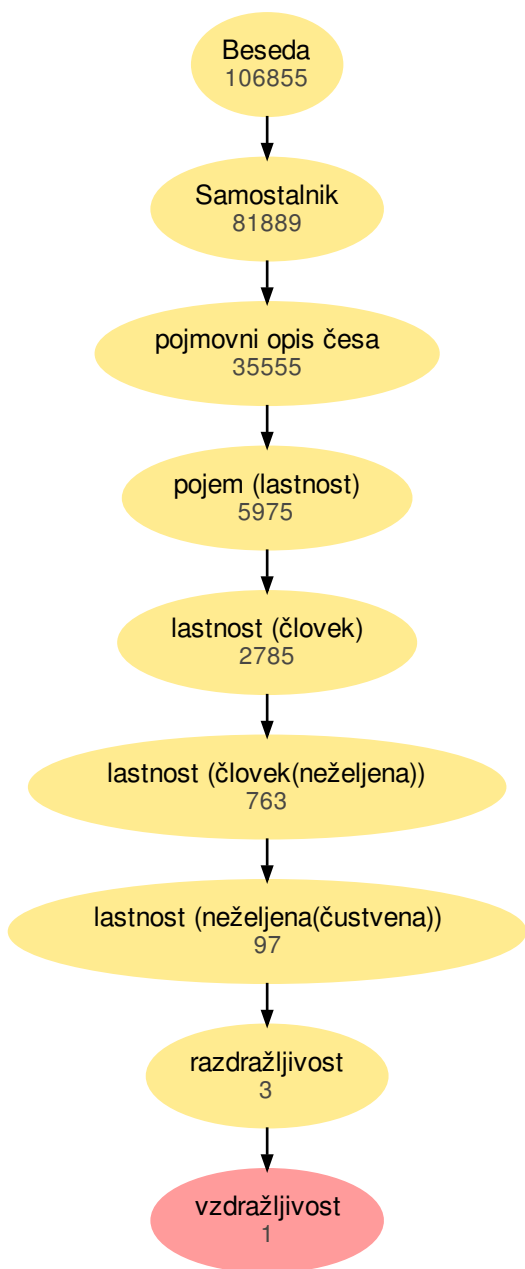 Beseda
106855
Samostalnik
81889
pojmovni opis česa
35555
pojem (lastnost)
5975
lastnost (človek)
2785
lastnost (človek(neželjena))
763
lastnost (neželjena(čustvena))
97
razdražljivost
3
vzdražljivost
1